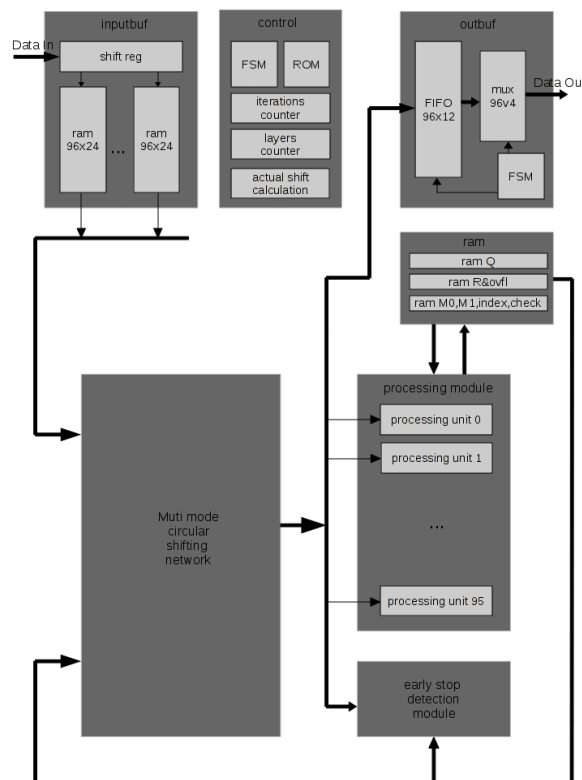 inputbuf
Data In
shift reg
ram
96x24
...
ram
96x24
control
FSM
ROM
iterations
counter
layers
counter
actual shift
calculation
outbuf
FIFO
96x12
mux
96v4
Data Ou
FSM
ram
ram Q
ram R&ovfl
ram M0,M1,index,check
processing module
processing unit 0
processing unit 1
...
processing unit 95
Muti mode
circular
shifting
network
early stop
detection
module